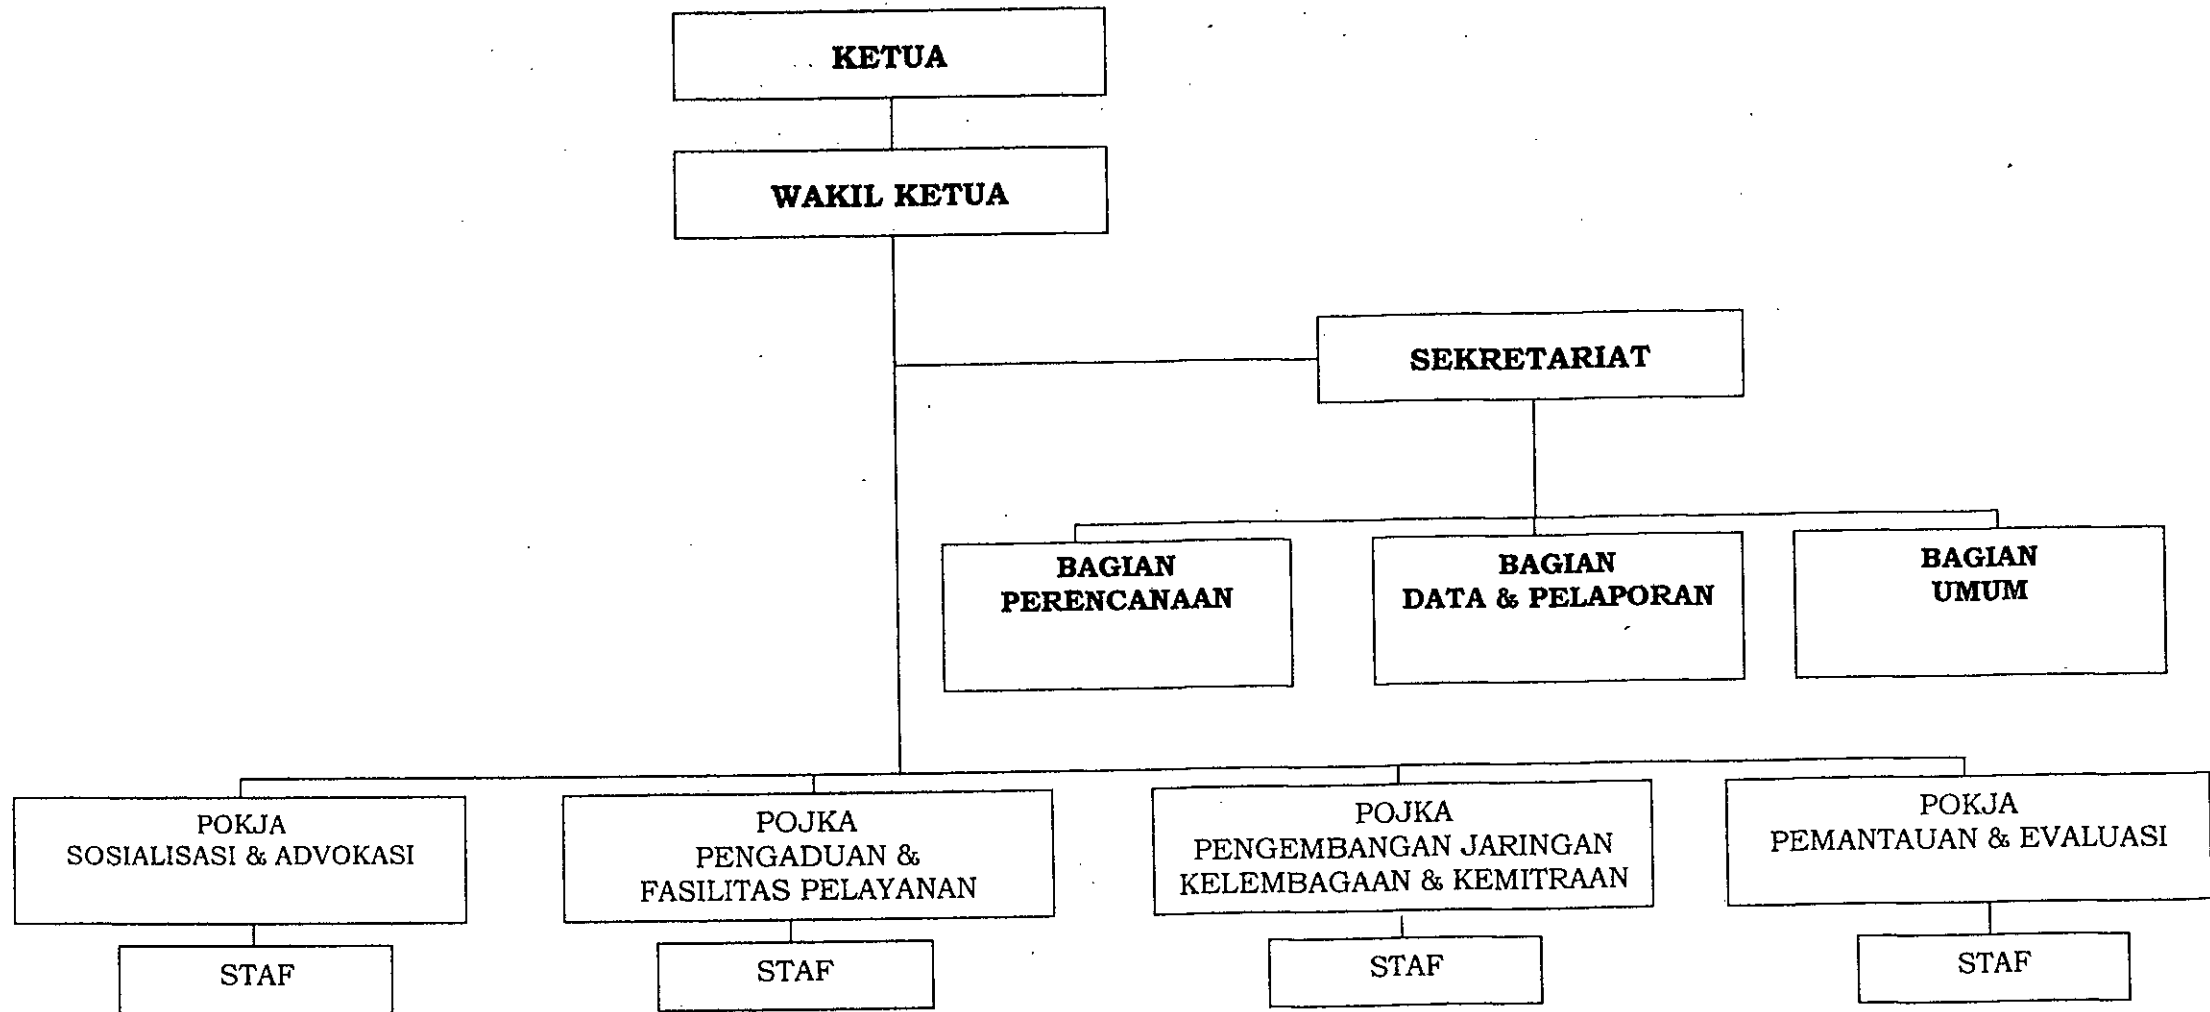 KETUA
WAKIL KETUA
SEKRETARIAT
BAGIAN
PERENCANAAN
BAGIAN
DATA & PELAPORAN
BAGIAN
UMUM
POKJA
SOSIALISASI & ADVOKASI
POJKA
PENGADUAN &
FASILITAS PELAYANAN
POJKA
PENGEMBANGAN JARINGAN
KELEMBAGAAN & KEMITRAAN
POKJA
PEMANTAUAN & EVALUASI
STAF
STAF
STAF
STAF